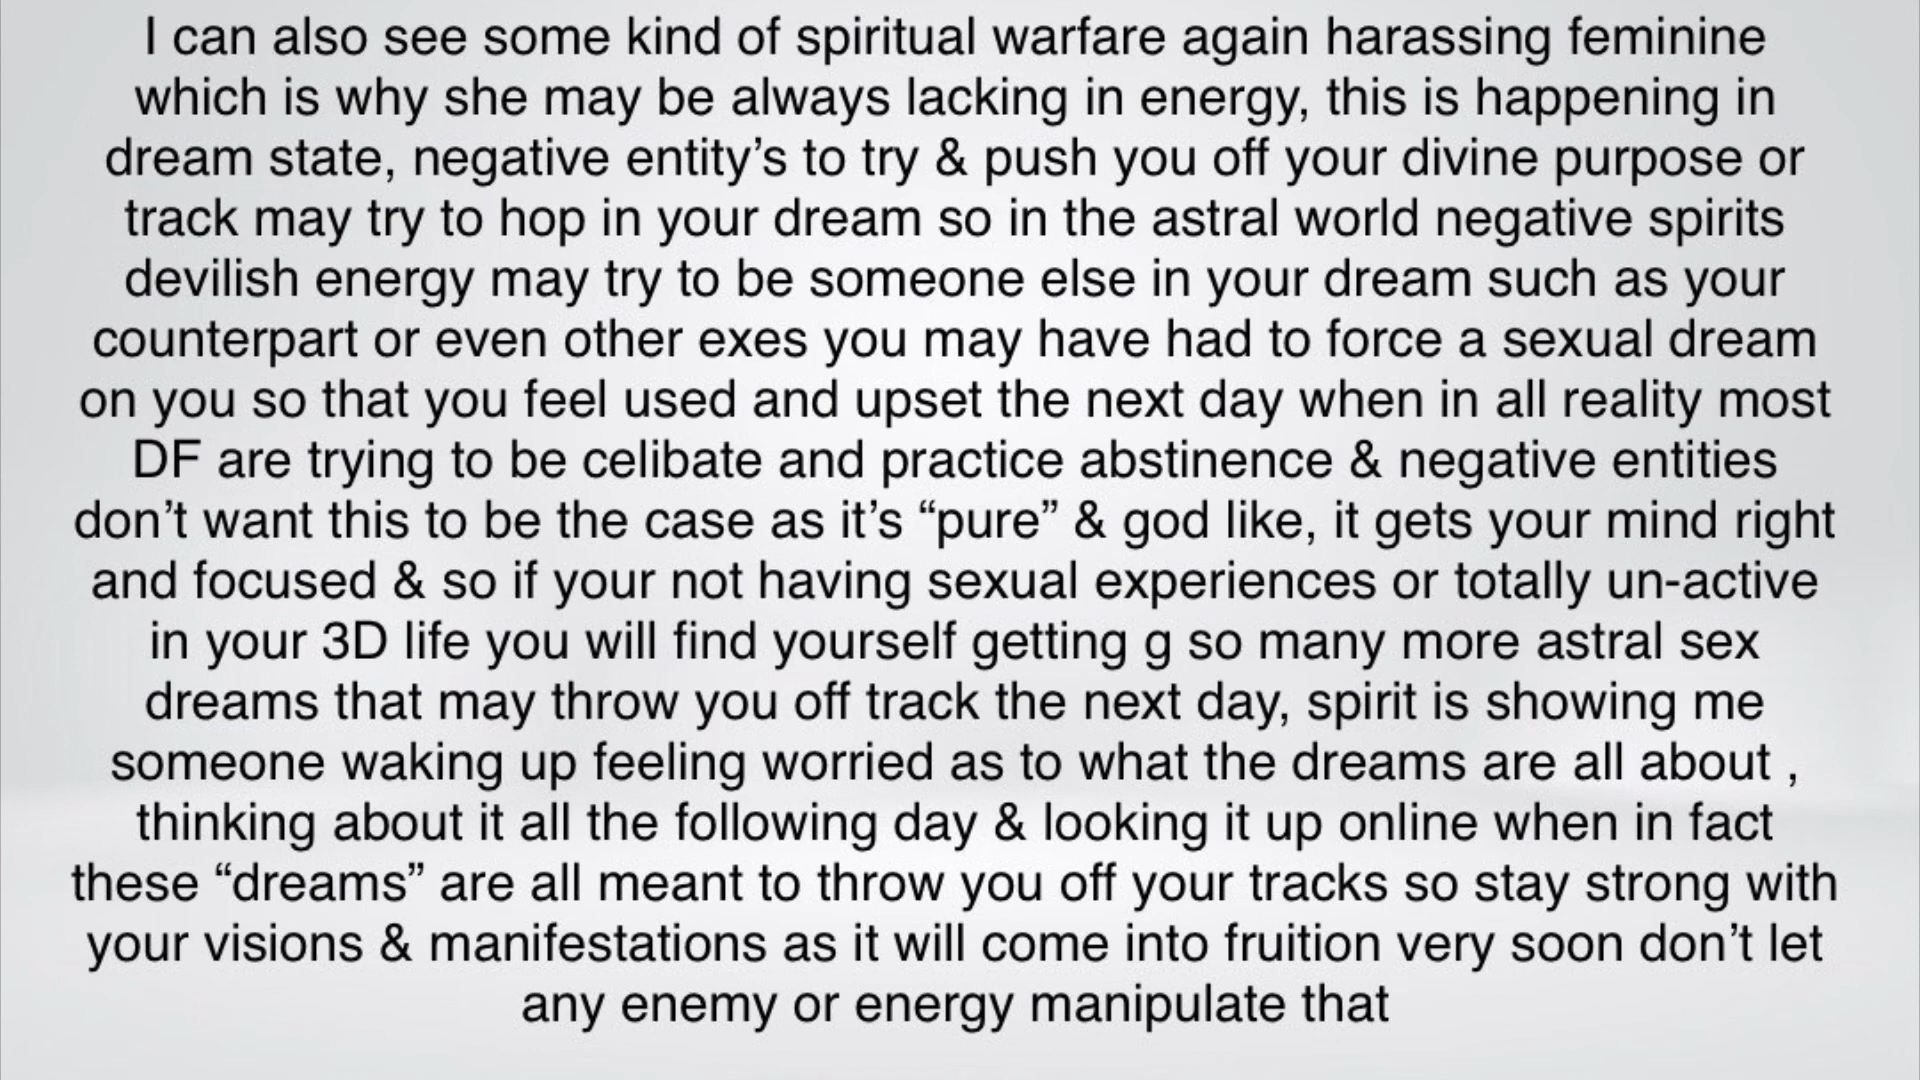 I can also see some kind of spiritual warfare again harassing feminine
which is why she may be always lacking in energy, this is happening in
dream state, negative entity’s to try & push you off your divine purpose or
track may try to hop in your dream so in the astral world negative spirits
devilish energy may try to be someone else in your dream such as your
counterpart or even other exes you may have had to force a sexual dream
on you so that you feel used and upset the next day when in all reality most
DF are trying to be celibate and practice abstinence & negative entities
don’t want this to be the case as it’s “pure” & god like, it gets your mind right
and focused & so if your not having sexual experiences or totally un-active
in your 3D life you will find yourself getting g so many more astral sex
dreams that may throw you off track the next day, spirit is showing me
someone waking up feeling worried as to what the dreams are all about ,
thinking about it all the following day & looking it up online when in fact
these “dreams” are all meant to throw you off your tracks so stay strong with
your visions & manifestations as it will come into fruition very soon don’t let
any enemy or energy manipulate that